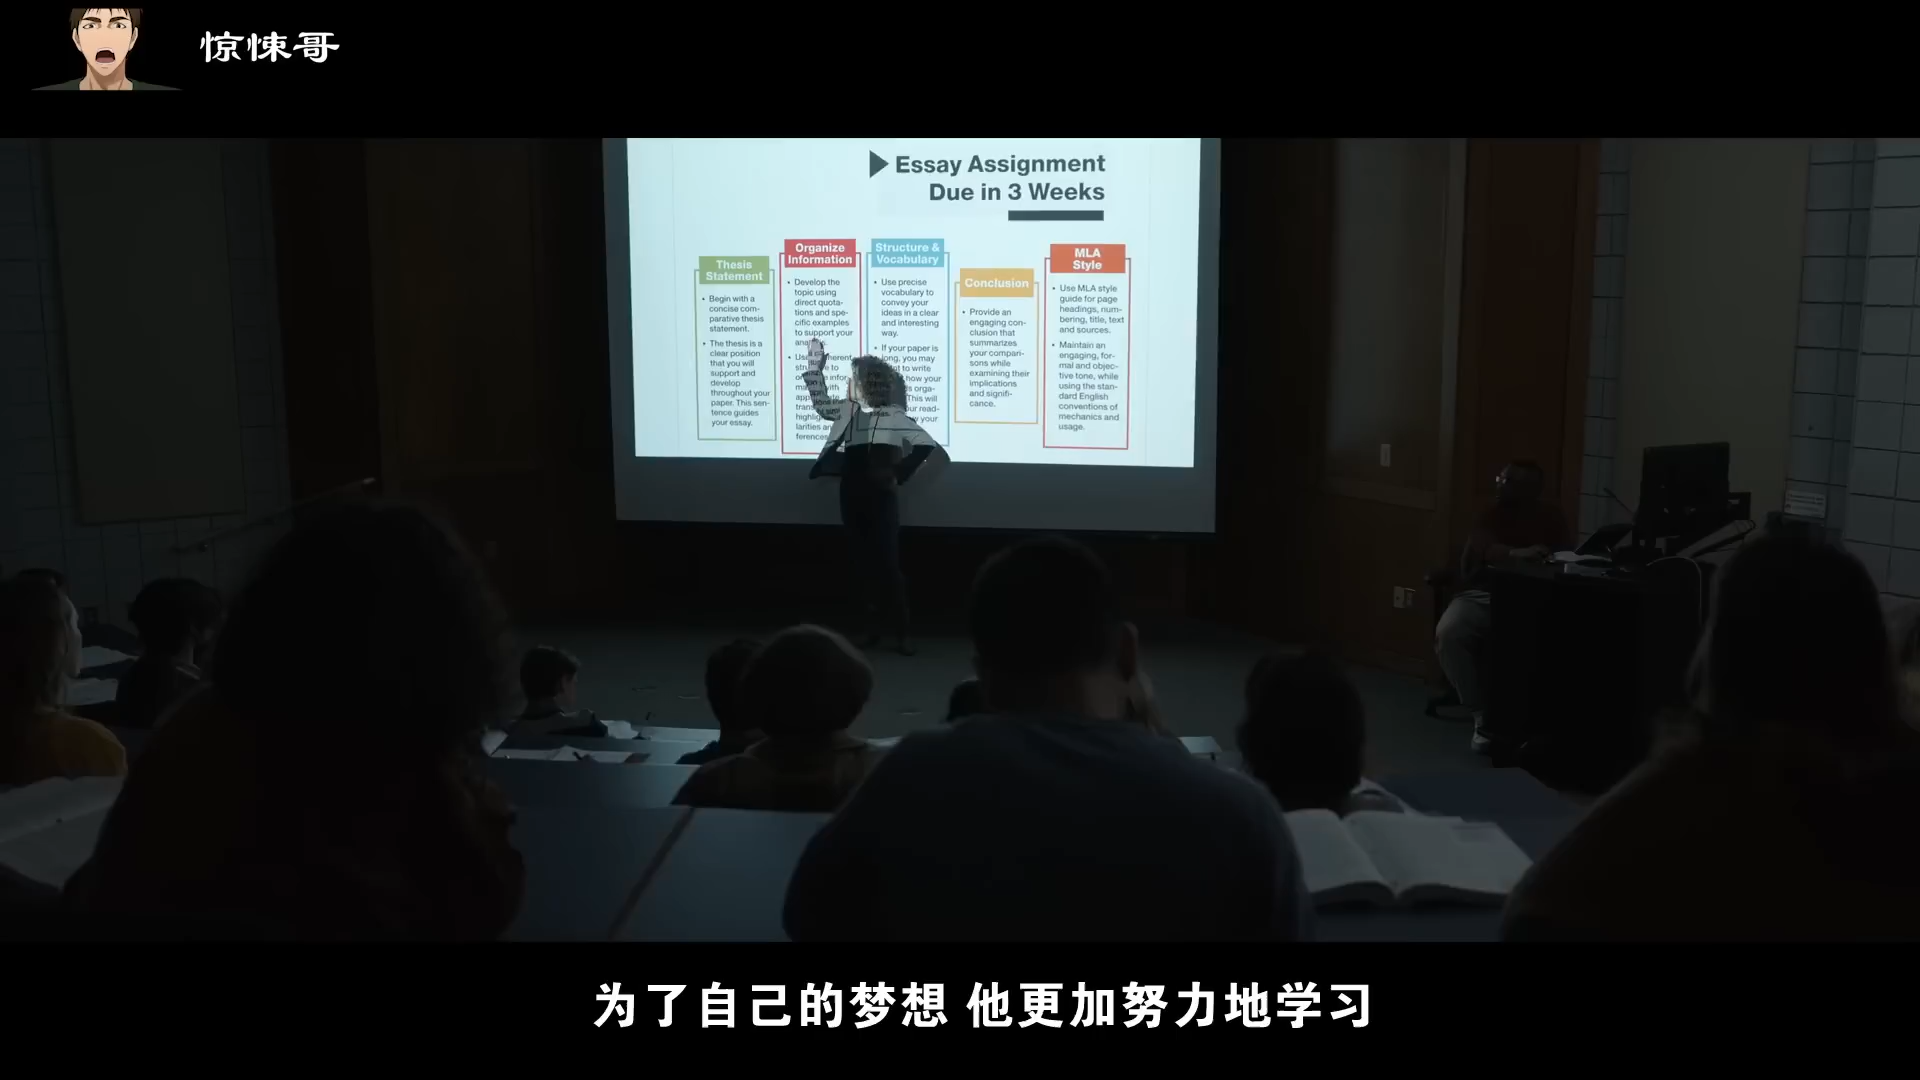 惊悚哥
Essay Assignment
Due in 3 Weeks
Thesis
Statement
• Begin with a
concise com-
parative thesis
statement.
• The thesis is a
clear position
that you will
support and
develop
throughout your
paper. This sen-
tence guides
your essay.
Organize
Information
• Develop the
topic using
direct quota-
tions and spe-
cific examples
to support your
Structure &
Vocabulary
• Use precise
vocabulary to
convey your
ideas in a clear
and interesting
way.
• If your paper is
long, you may
to write
how your
This will
your
Conclusion
• Provide an
engaging con-
clusion that
summarizes
your compari-
sons while
examining their
implications
and signifi-
cance.
MLA
Style
• Use MLA style
guide for page
headings, num-
bering, title, text
and sources.
• Maintain an
engaging, for-
mal and objec-
tive tone, while
using the stan-
dard English
conventions of
mechanics and
usage.
为了自己的梦想 他更加努力地学习